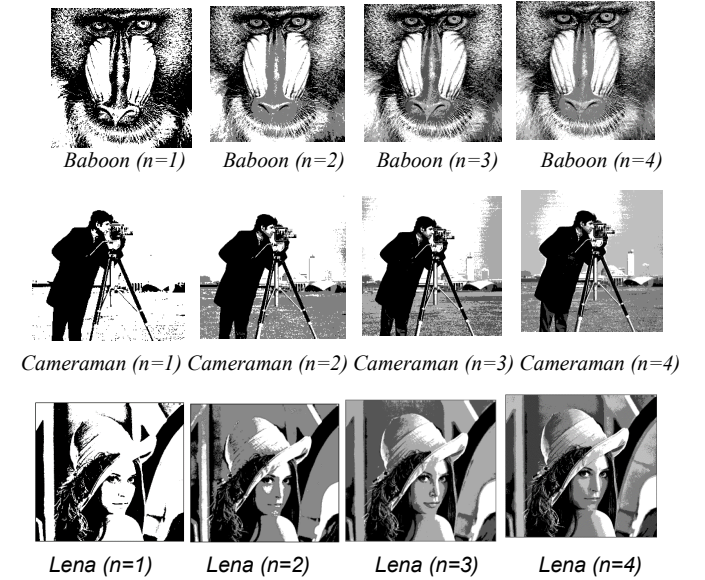 Baboon (n=1) Baboon (n=2) Baboon (n=3) Baboon (n=4)
Cameraman (n=1) Cameraman (n=2) Cameraman (n=3) Cameraman (n=4)
Lena (n=1) Lena (n=2) Lena (n=3) Lena (n=4)